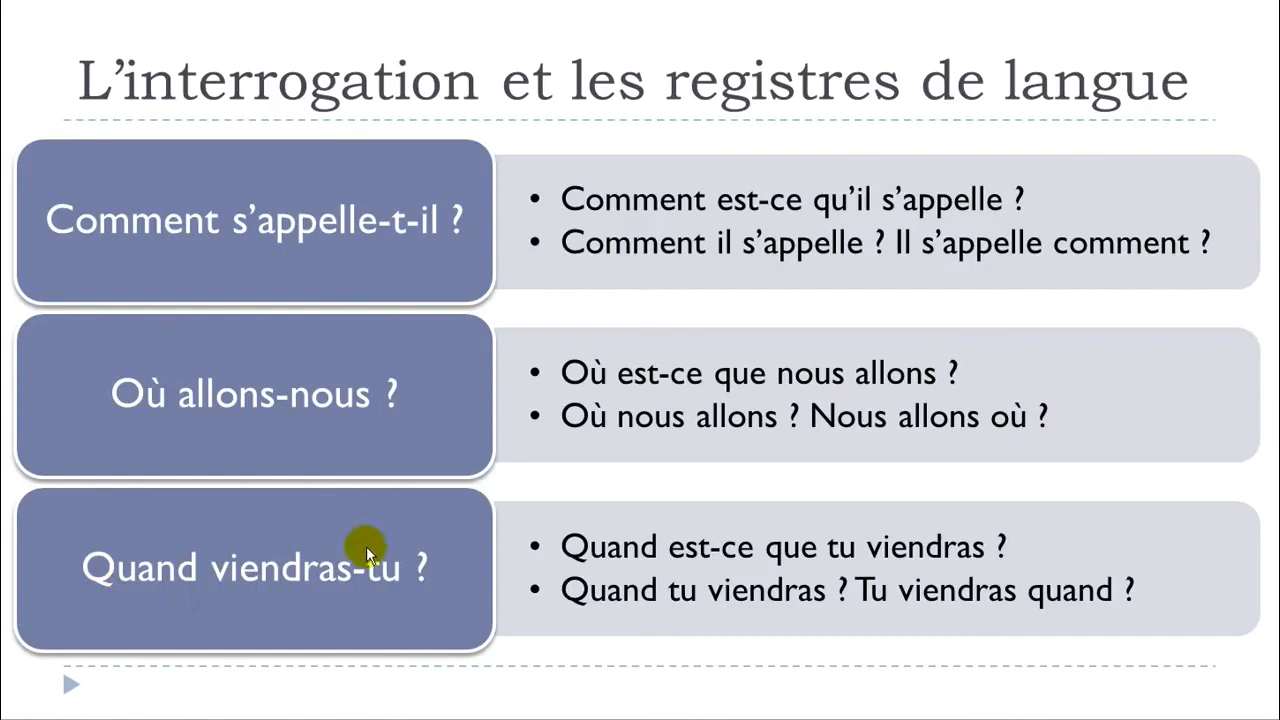 L’interrogation et les registres de langue
Comment s’appelle-t-il ?
• Comment est-ce qu’il s’appelle ?
• Comment il s’appelle ? Il s’appelle comment ?
Où allons-nous ?
• Où est-ce que nous allons ?
• Où nous allons ? Nous allons où ?
Quand viendras-tu ?
• Quand est-ce que tu viendras ?
• Quand tu viendras ? Tu viendras quand ?